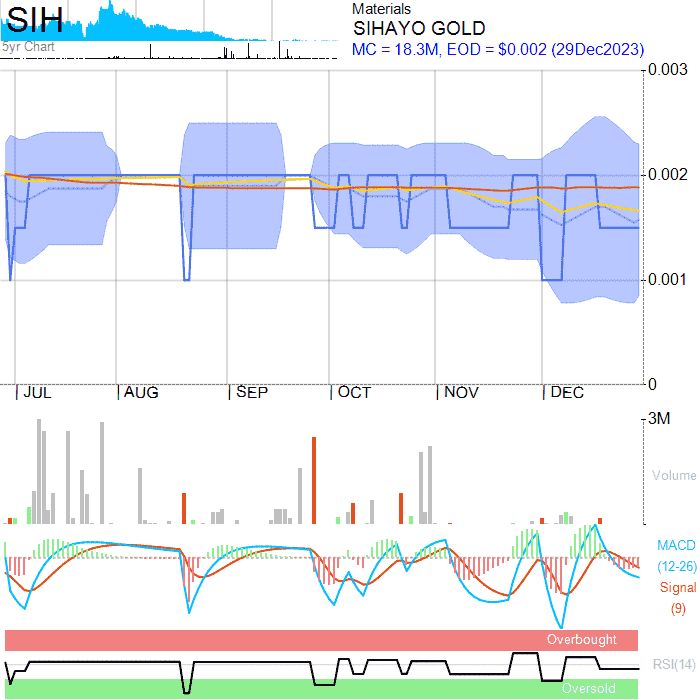 SIH
5yr Chart
Materials
SIHAYO GOLD
MC = 18.3M, EOD = $0.002 (29Dec2023)
0.003
0.002
0.001
0
JUL AUG SEP OCT NOV DEC
3M
Volume
MACD
(12-26)
Signal
(9)
Overbought
RSI(14)
Oversold